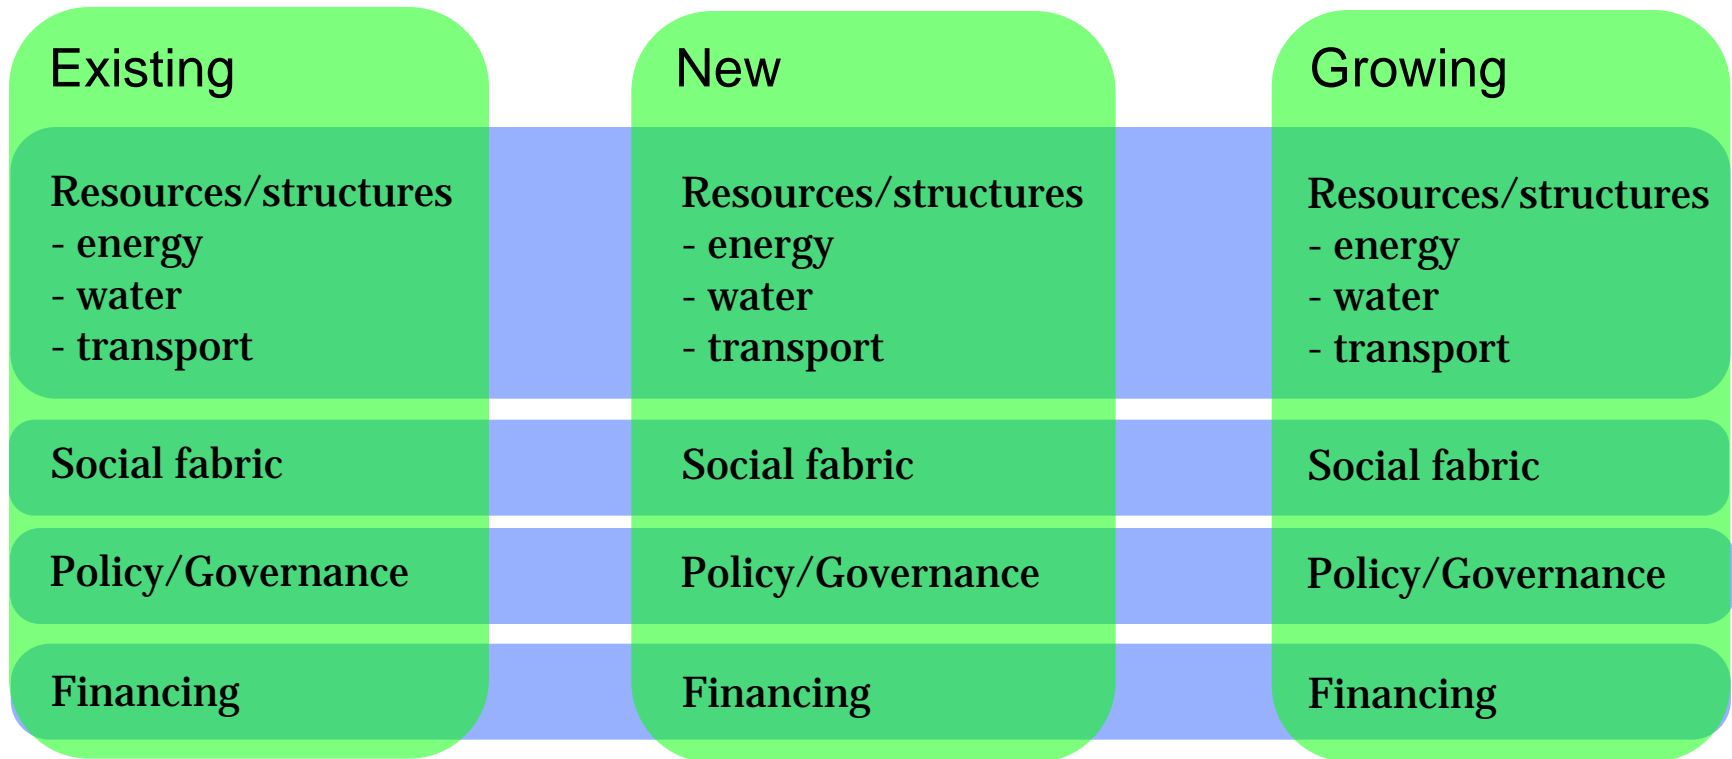 Existing
Resources/structures
- energy
- water
- transport
Social fabric
Policy/Governance
Financing
New
Resources/structures
- energy
- water
- transport
Social fabric
Policy/Governance
Financing
Growing
Resources/structures
- energy
- water
- transport
Social fabric
Policy/Governance
Financing